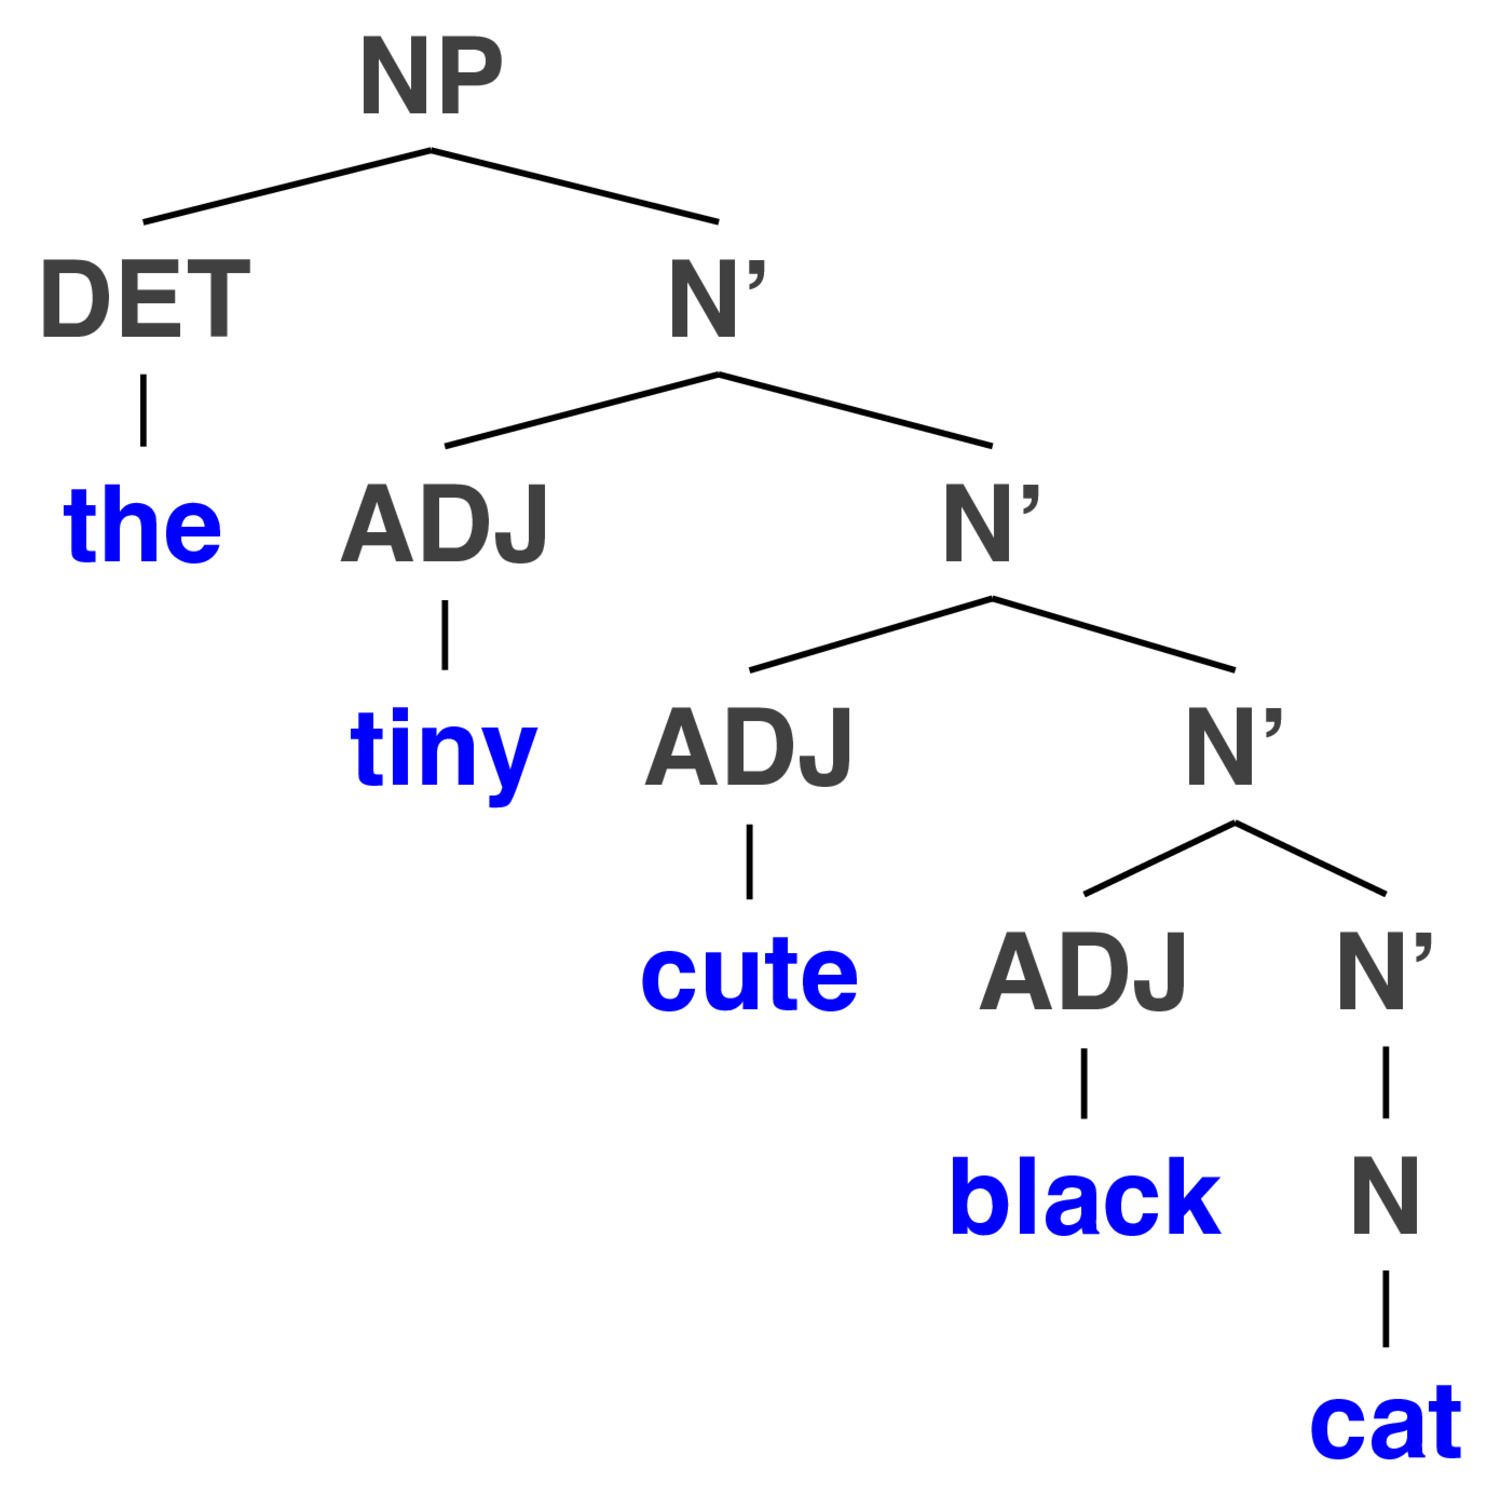 NP
DET N’
the ADJ N’
tiny ADJ N’
cute ADJ N’
black N
cat